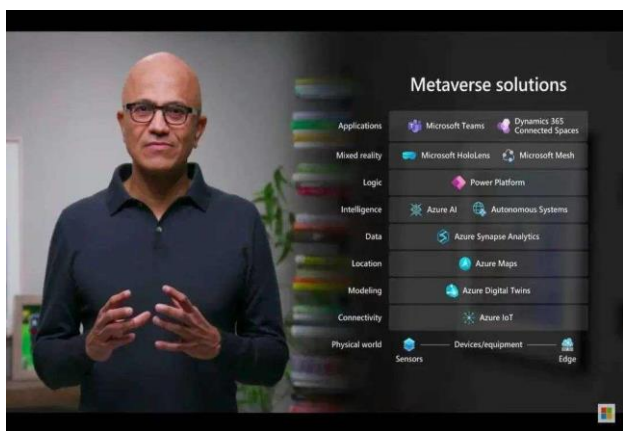 Metaverse solutions
Applications Microsoft Teams Dynamics 365
Connected Spaces
Mixed reality Microsoft HoloLens Microsoft Mesh
Logic Power Platform
Intelligence Azure AI Autonomous Systems
Data Azure Synapse Analytics
Location Azure Maps
Modeling Azure Digital Twins
Connectivity Azure IoT
Physical world Devices/equipment
Sensors Edge